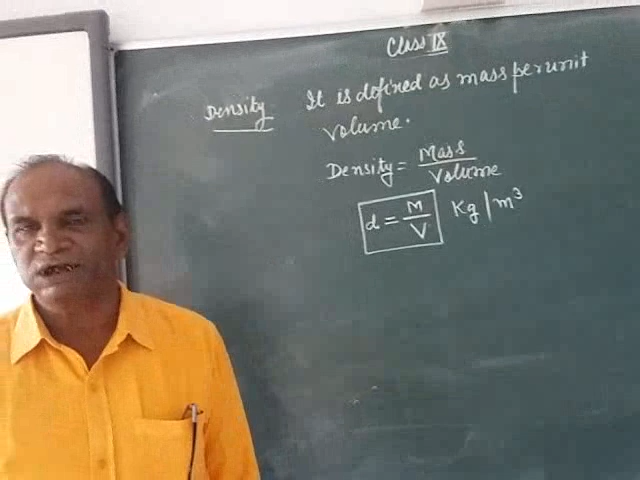 Class IX
Density It is defined as mass per unit
volume.
Density = Mass / Volume
d = M / V Kg/m³